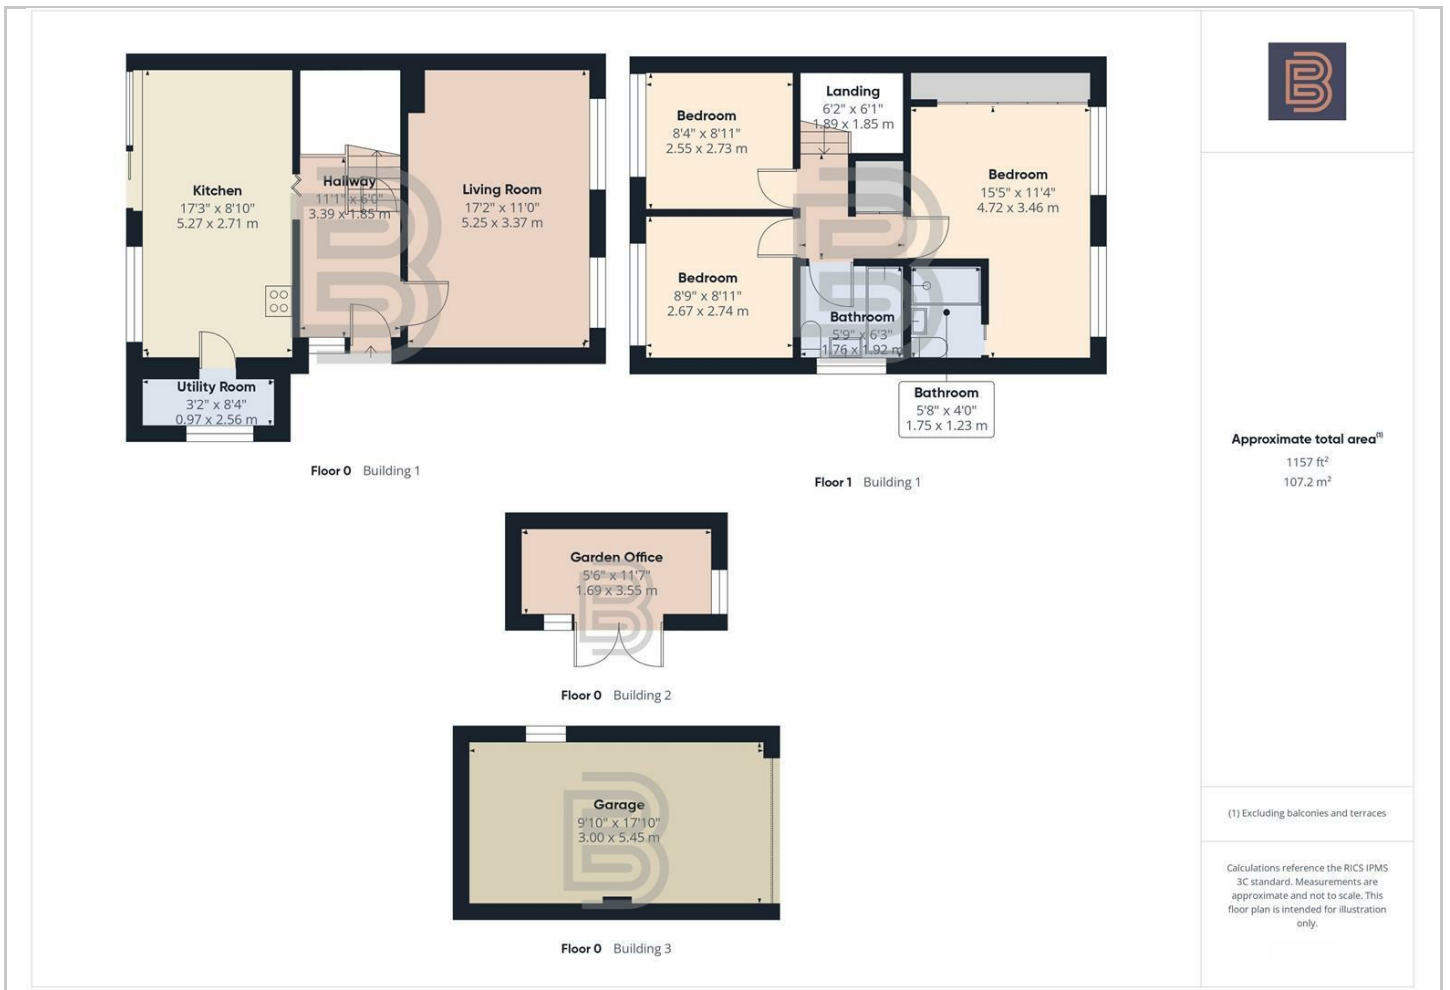 Kitchen
17'3" x 8'10"
5.27 x 2.71 m
Hallway
11'1" x 6'0"
3.39 x 1.85 m
Living Room
17'2" x 11'0"
5.25 x 3.37 m
Utility Room
3'2" x 8'4"
0.97 x 2.56 m
Floor 0 Building 1
Bedroom
8'4" x 8'11"
2.55 x 2.73 m
Landing
6'2" x 6'1"
1.89 x 1.85 m
Bedroom
15'5" x 11'4"
4.72 x 3.46 m
Bedroom
8'9" x 8'11"
2.67 x 2.74 m
Bathroom
5'9" x 6'3"
1.76 x 1.92 m
Bathroom
5'8" x 4'0"
1.75 x 1.23 m
Floor 1 Building 1
Garden Office
5'6" x 11'7"
1.69 x 3.55 m
Floor 0 Building 2
Garage
9'10" x 17'10"
3.00 x 5.45 m
Floor 0 Building 3
B
Approximate total area(1)
1157 ft²
107.2 m²
(1) Excluding balconies and terraces
Calculations reference the RICS IPMS
3C standard. Measurements are
approximate and not to scale. This
floor plan is intended for illustration
only.